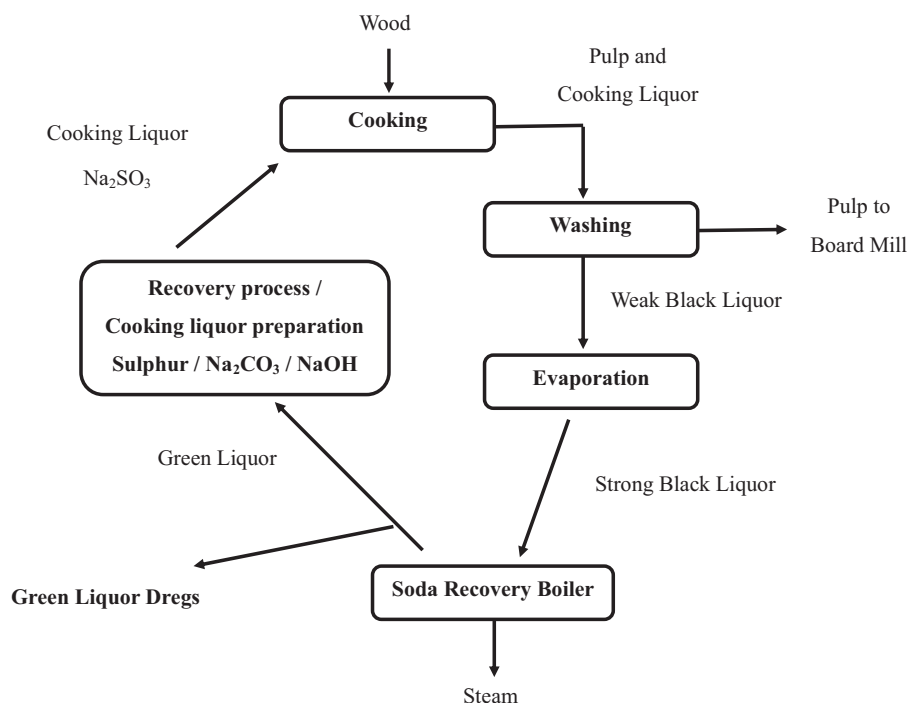 Wood
Pulp and
Cooking Liquor
Cooking
Cooking Liquor
Na₂SO₃
Washing
Pulp to
Board Mill
Recovery process /
Cooking liquor preparation
Sulphur / Na₂CO₃ / NaOH
Weak Black Liquor
Evaporation
Green Liquor
Strong Black Liquor
Soda Recovery Boiler
Green Liquor Dregs
Steam